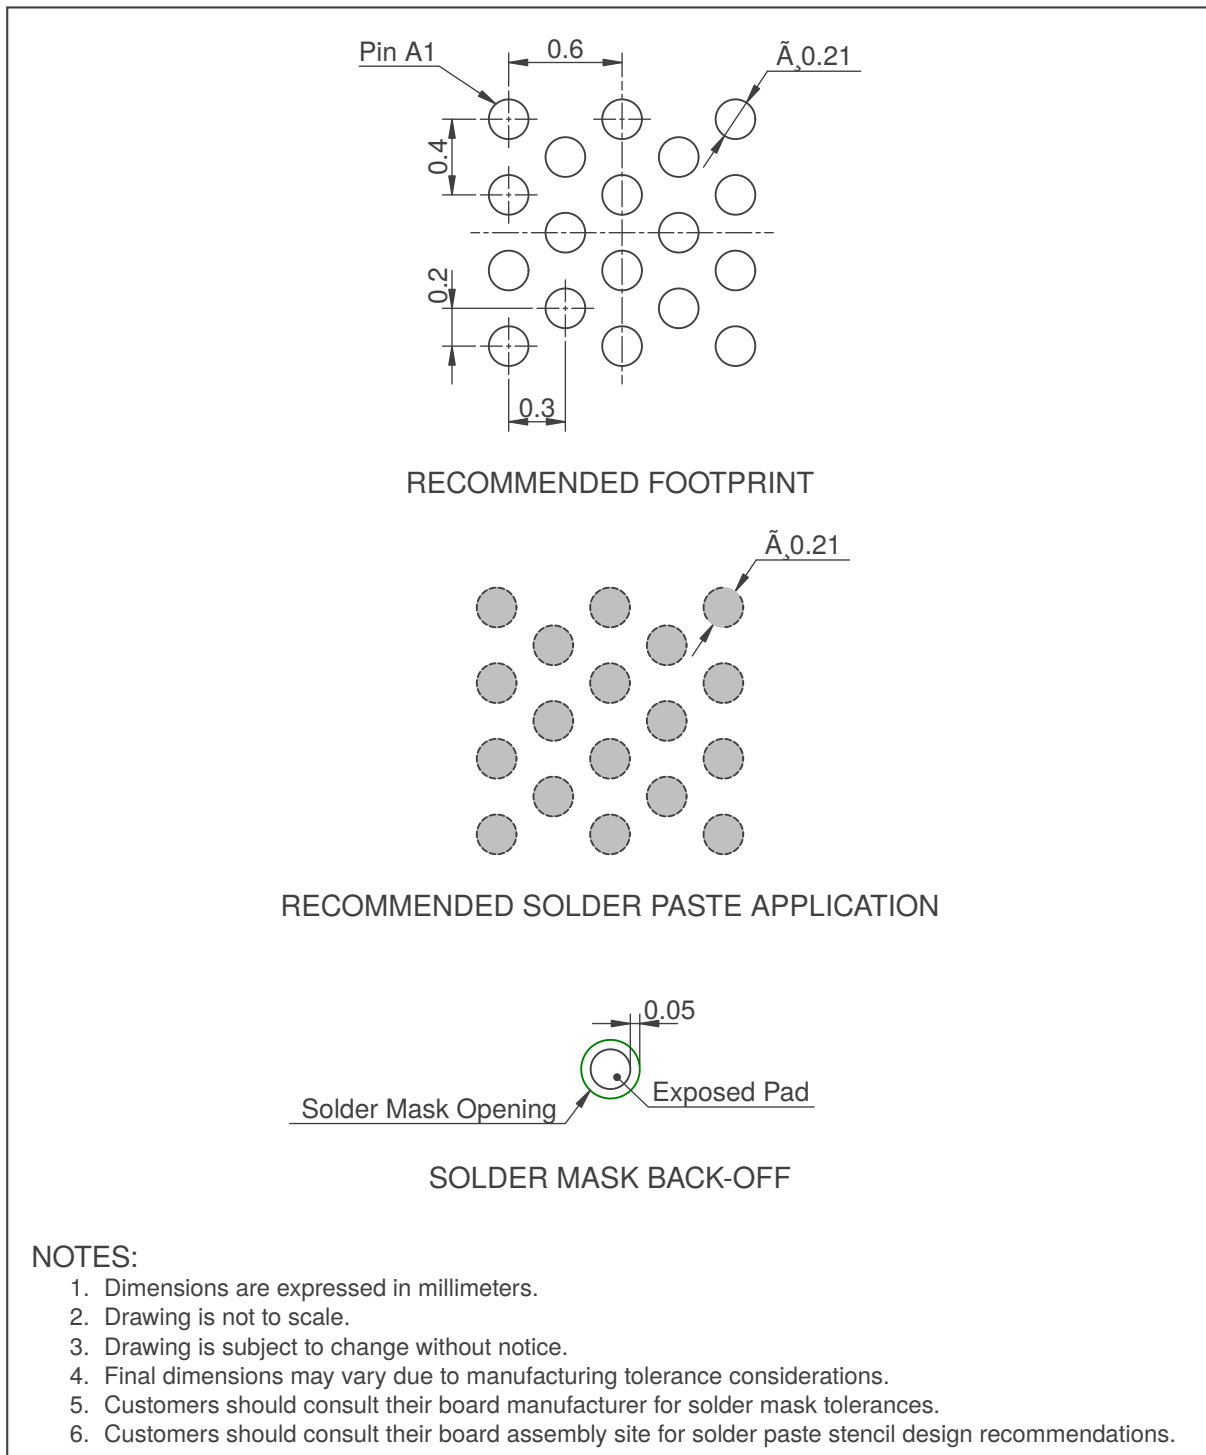 Pin A1
0.6
Ã¸0.21
0.4
0.2
0.3
RECOMMENDED FOOTPRINT
Ã¸0.21
RECOMMENDED SOLDER PASTE APPLICATION
0.05
Exposed Pad
Solder Mask Opening
SOLDER MASK BACK-OFF
NOTES:
1. Dimensions are expressed in millimeters.
2. Drawing is not to scale.
3. Drawing is subject to change without notice.
4. Final dimensions may vary due to manufacturing tolerance considerations.
5. Customers should consult their board manufacturer for solder mask tolerances.
6. Customers should consult their board assembly site for solder paste stencil design recommendations.